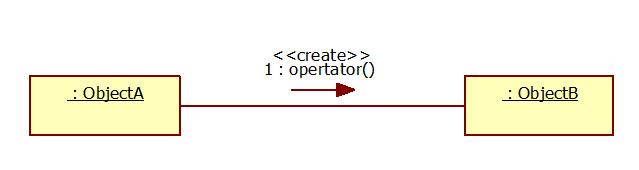 <<create>>
1 : opertator()
: ObjectA
: ObjectB